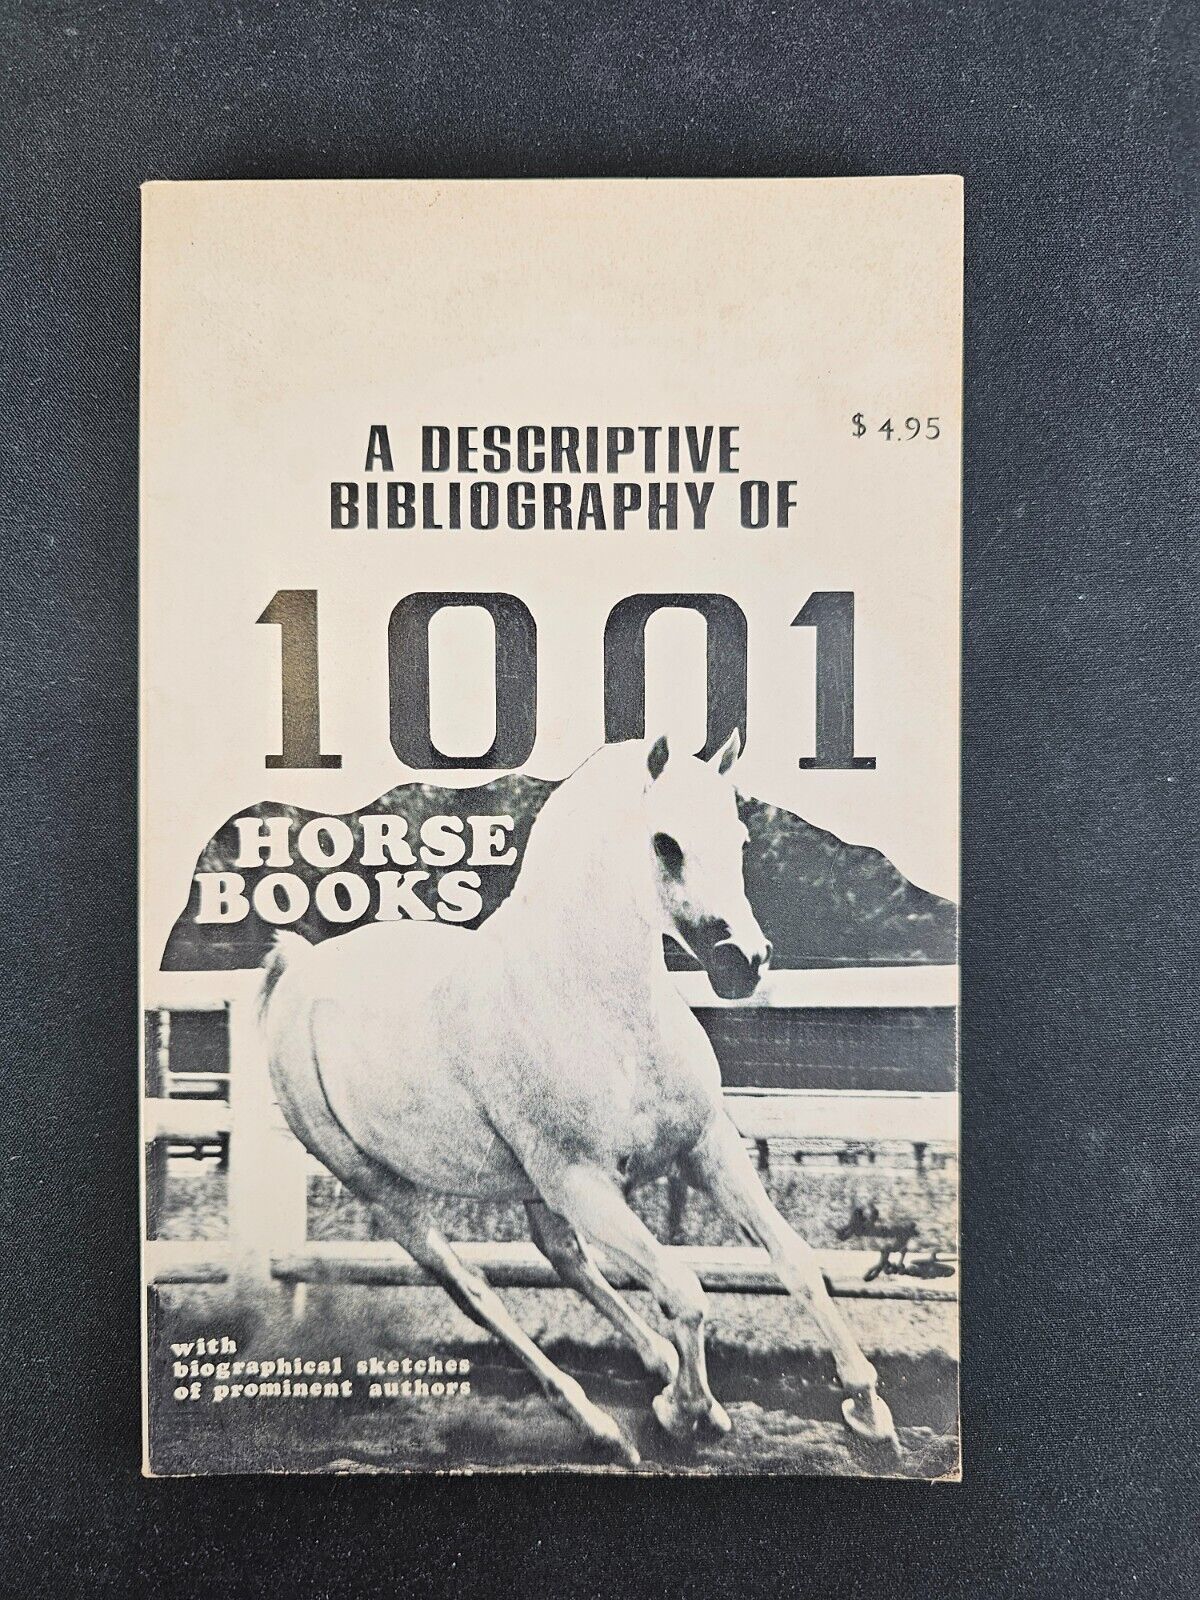 $ 4.95
A DESCRIPTIVE
BIBLIOGRAPHY OF
1001
HORSE
BOOKS
with
biographical sketches
of prominent authors